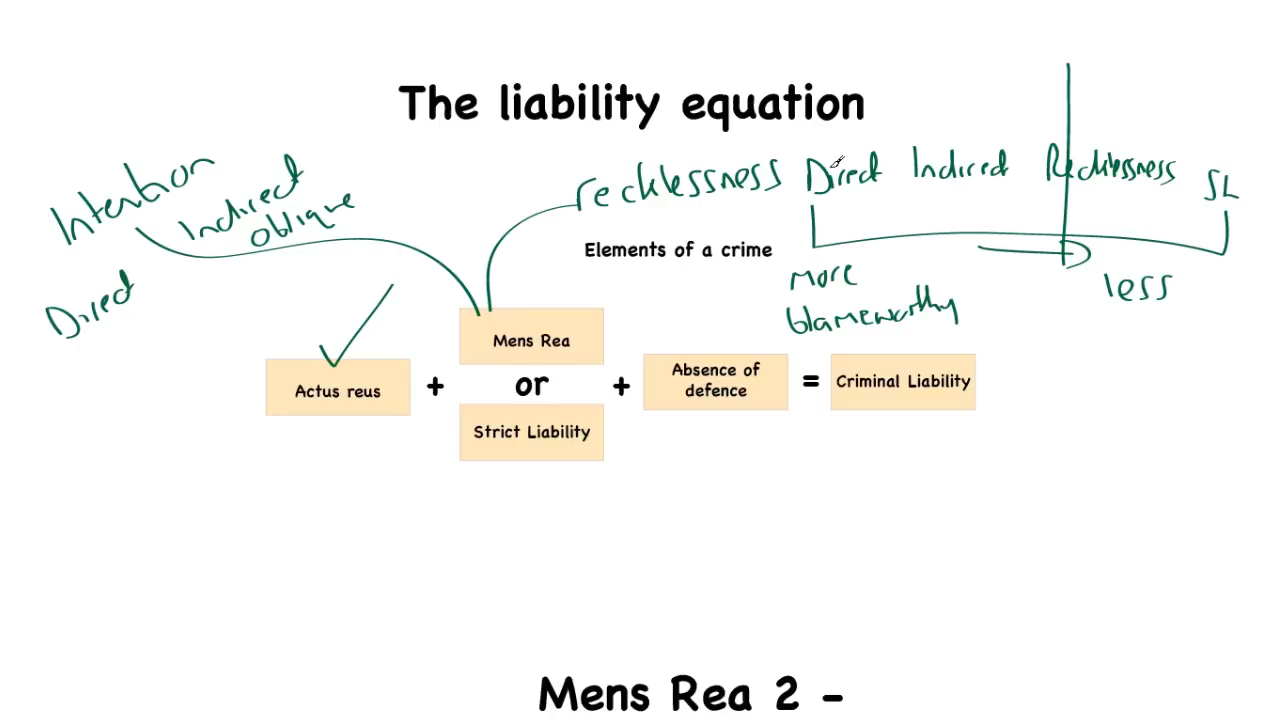 The liability equation
Intention
Indirect
oblique
Direct
recklessness
Direct Indirect Recklessness SL
more
blameworthy
less
Elements of a crime
Mens Rea
Actus reus + or + Absence of defence = Criminal Liability
Strict Liability
Mens Rea 2 -